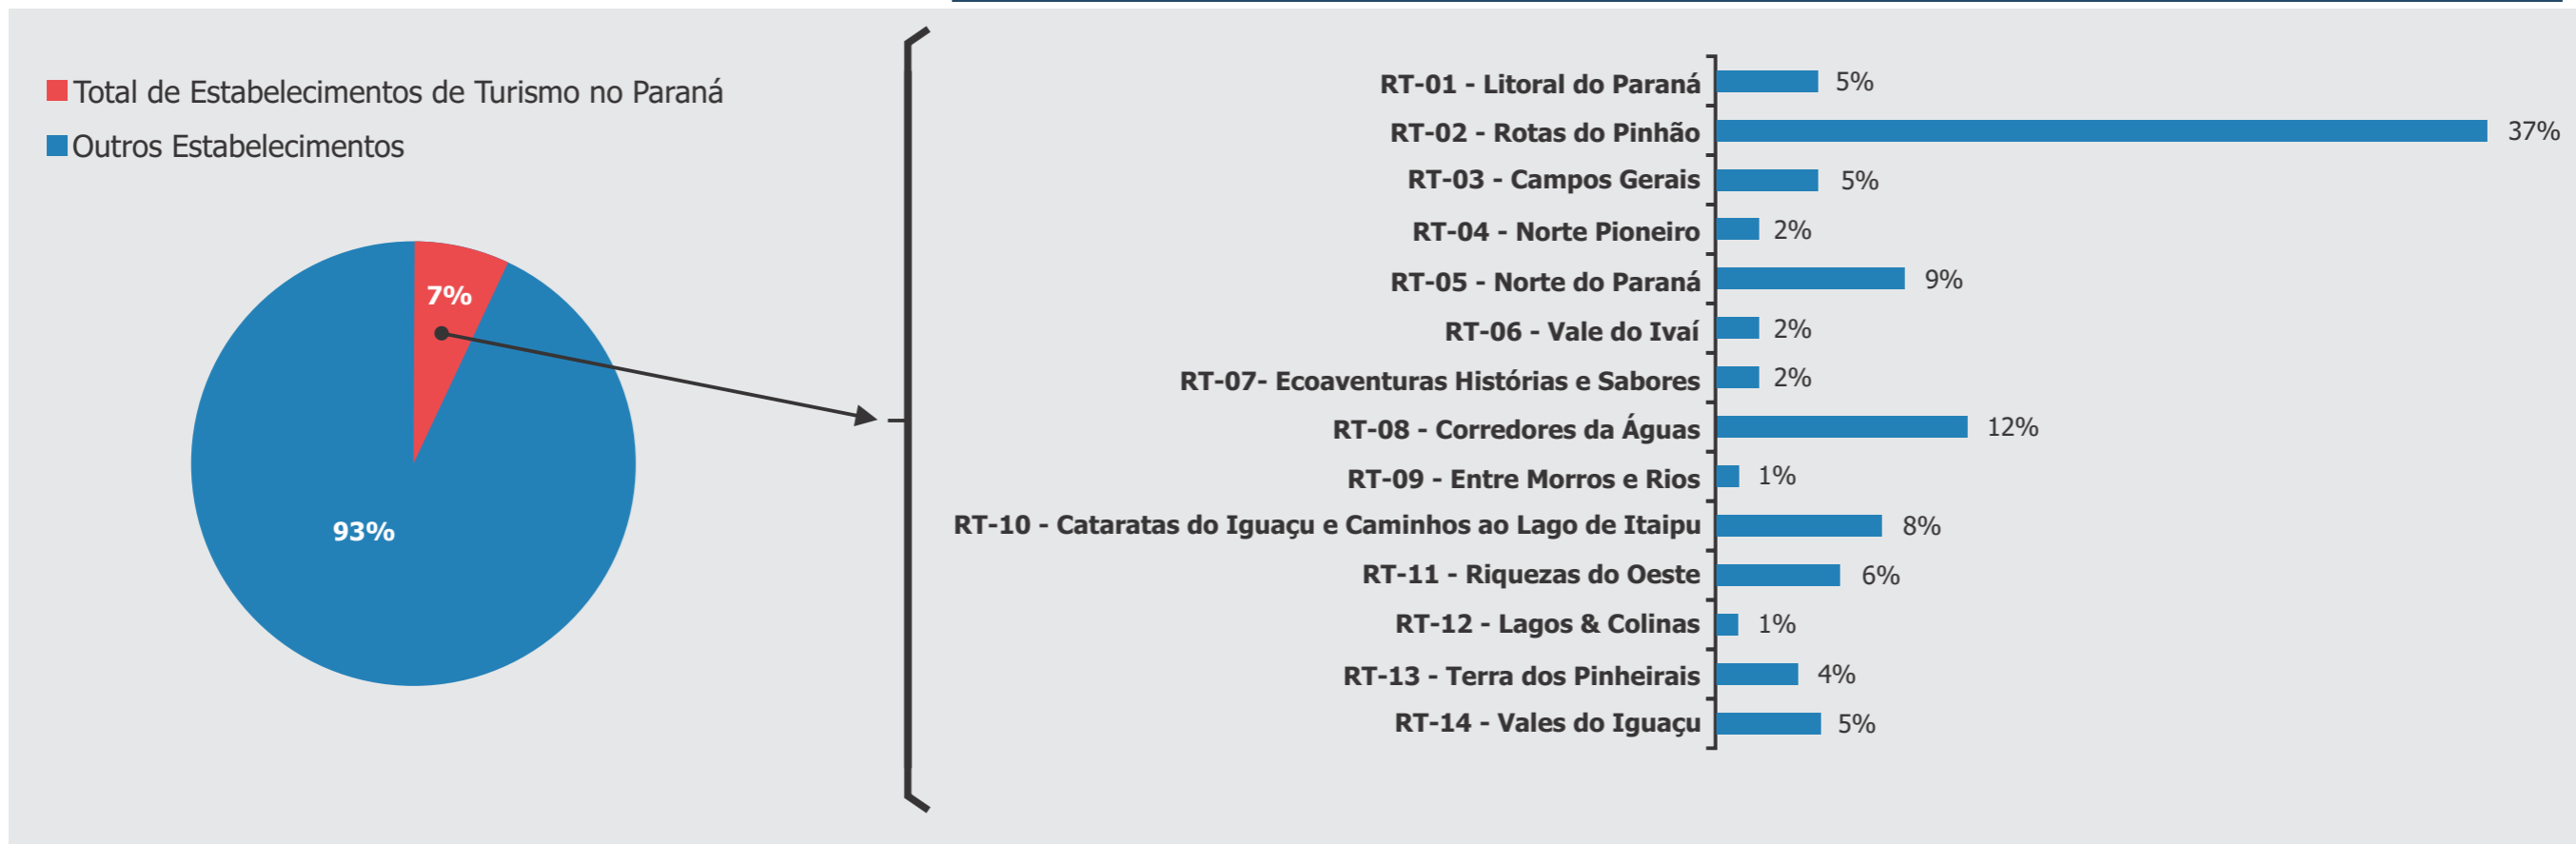 Total de Estabelecimentos de Turismo no Paraná
Outros Estabelecimentos
7%
93%
RT-01 - Litoral do Paraná 5%
RT-02 - Rotas do Pinhão 37%
RT-03 - Campos Gerais 5%
RT-04 - Norte Pioneiro 2%
RT-05 - Norte do Paraná 9%
RT-06 - Vale do Ivaí 2%
RT-07- Ecoaventuras Histórias e Sabores 2%
RT-08 - Corredores da Águas 12%
RT-09 - Entre Morros e Rios 1%
RT-10 - Cataratas do Iguaçu e Caminhos ao Lago de Itaipu 8%
RT-11 - Riquezas do Oeste 6%
RT-12 - Lagos & Colinas 1%
RT-13 - Terra dos Pinheirais 4%
RT-14 - Vales do Iguaçu 5%